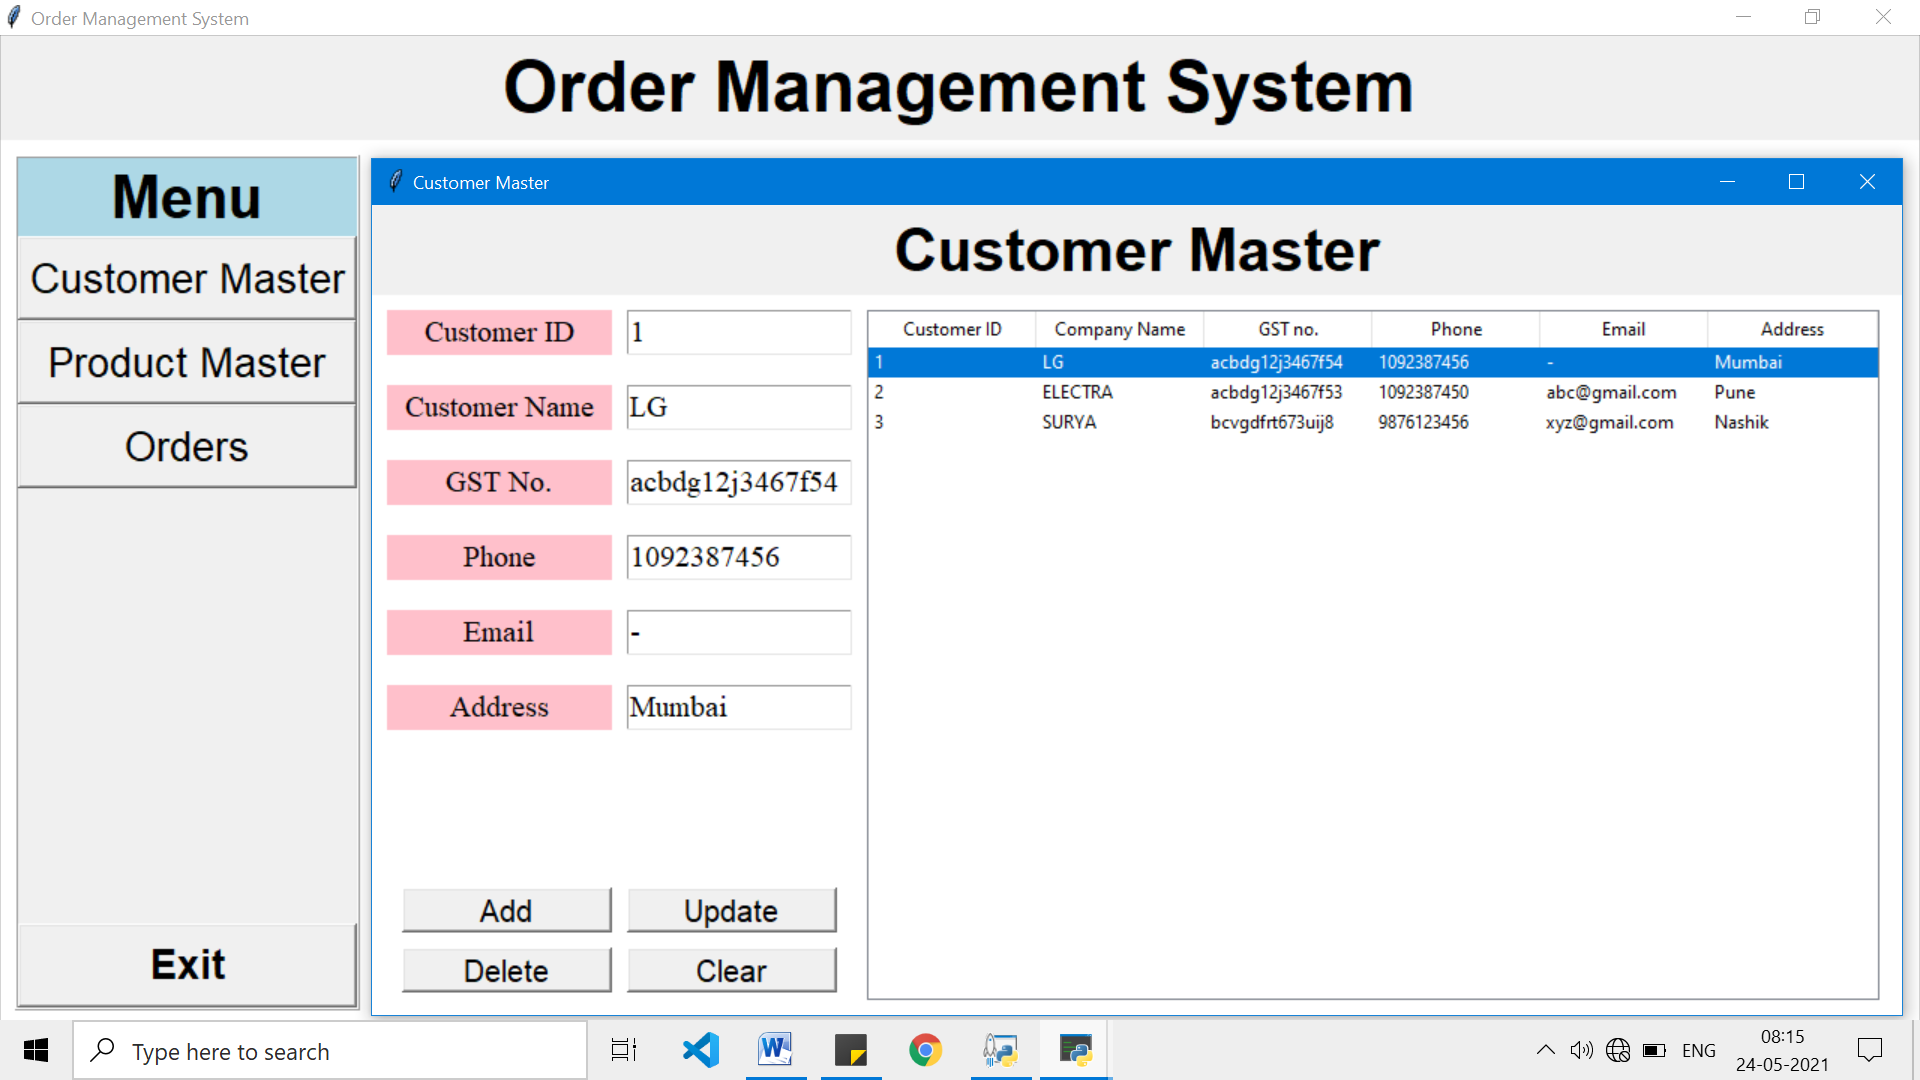 Order Management System
Order Management System
Menu
Customer Master
Product Master
Orders
Exit
Customer Master
Customer Master
Customer ID 1
Customer Name LG
GST No. acbdg12j3467f54
Phone 1092387456
Email -
Address Mumbai
Add Update
Delete Clear
Customer ID Company Name GST no. Phone Email Address
1 LG acbdg12j3467f54 1092387456 - Mumbai
2 ELECTRA acbdg12j3467f53 1092387450 abc@gmail.com Pune
3 SURYA bcvgdfrt673uij8 9876123456 xyz@gmail.com Nashik
Type here to search
W
ENG
08:15
24-05-2021